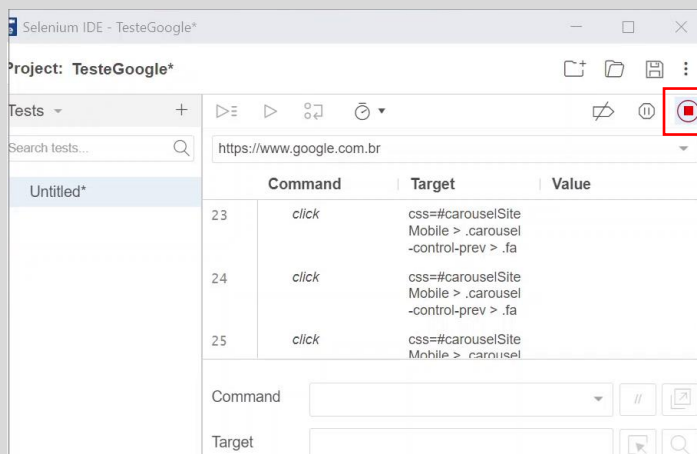 Selenium IDE - TesteGoogle*
Project: TesteGoogle*
Tests
Search tests...
https://www.google.com.br
Untitled*
Command Target Value
23 click css=#carouselSite
Mobile > .carousel
-control-prev > .fa
24 click css=#carouselSite
Mobile > .carousel
-control-prev > .fa
25 click css=#carouselSite
Mobile > .carousel
Command
//
Target